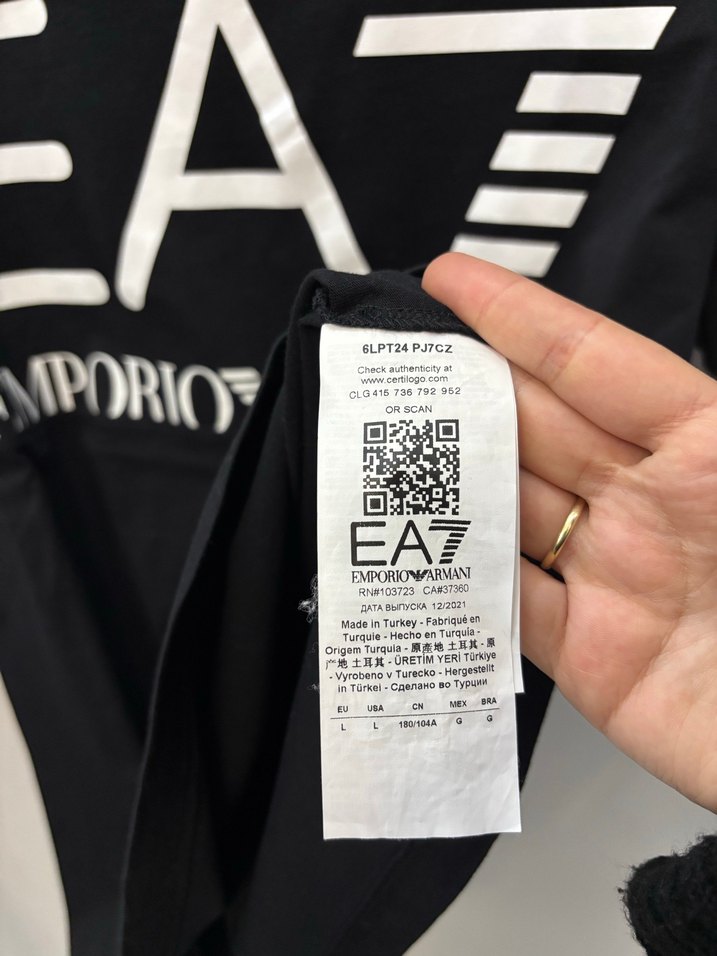 EA7
EMPORIO
6LPT24 PJ7CZ
Check authenticity at
www.certilogo.com
CLG 415 736 792 952
OR SCAN
EA7
EMPORIO ARMANI
RN#103723 CA#37360
ДАТА ВЫПУСКА 12/2021
Made in Turkey - Fabriqué en
Turquie - Hecho en Turquía -
Origem Turquia - 原産地 土耳其 - 原
地 土耳其 - ÜRETİM YERİ Türkiye
- Vyrobeno v Turecko - Hergestellt
in Türkei - Сделано во Турции
EU USA CN MEX BRA
L L 180/104A G G